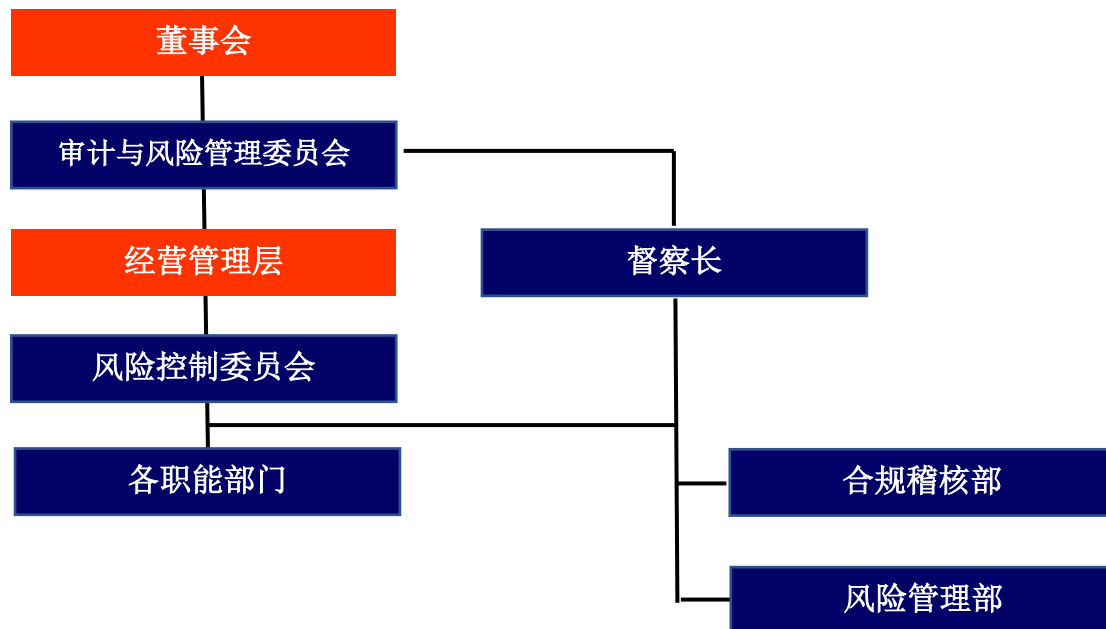 董事会
审计与风险管理委员会
经营管理层
督察长
风险控制委员会
各职能部门
合规稽核部
风险管理部